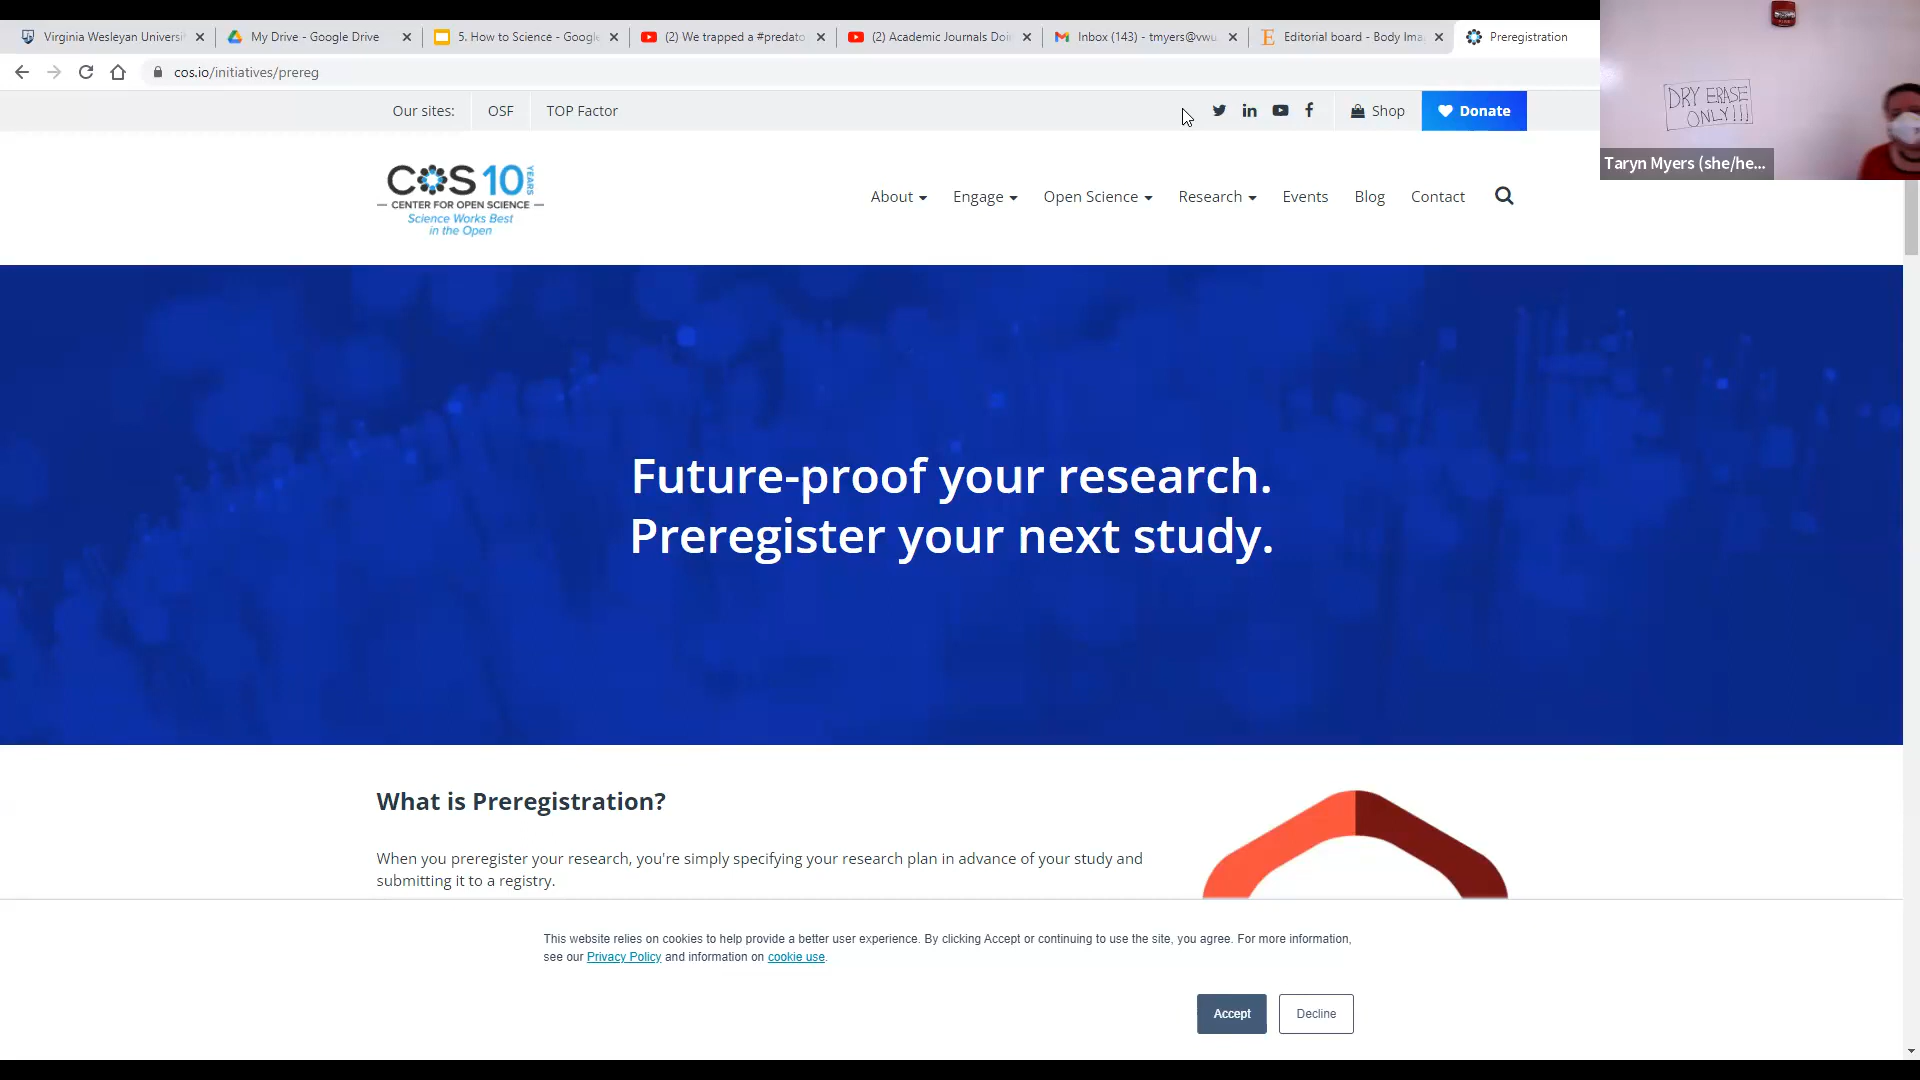 Virginia Wesleyan Universi
My Drive - Google Drive
5. How to Science - Google
(2) We trapped a #predato
(2) Academic Journals Doin
Inbox (143) - tmyers@vwu
Editorial board - Body Ima
Preregistration
cos.io/initiatives/prereg
Our sites:
OSF
TOP Factor
Shop
Donate
DRY ERASE
ONLY!!!
Taryn Myers (she/he...
COS 10 YEARS
CENTER FOR OPEN SCIENCE
Science Works Best
in the Open
About
Engage
Open Science
Research
Events
Blog
Contact
Future-proof your research.
Preregister your next study.
What is Preregistration?
When you preregister your research, you're simply specifying your research plan in advance of your study and
submitting it to a registry.
This website relies on cookies to help provide a better user experience. By clicking Accept or continuing to use the site, you agree. For more information,
see our Privacy Policy and information on cookie use.
Accept
Decline